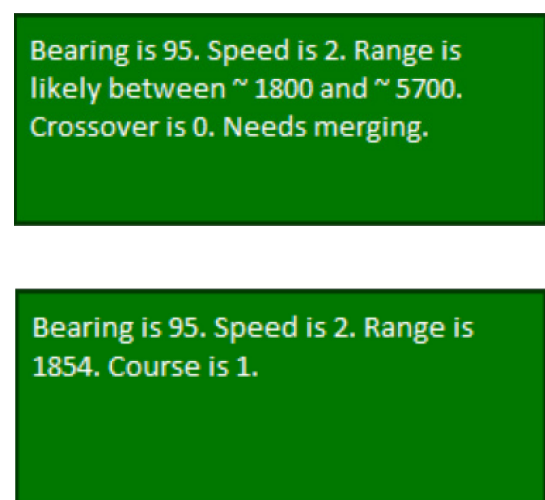 Bearing is 95. Speed is 2. Range is
likely between ~ 1800 and ~ 5700.
Crossover is 0. Needs merging.
Bearing is 95. Speed is 2. Range is
1854. Course is 1.